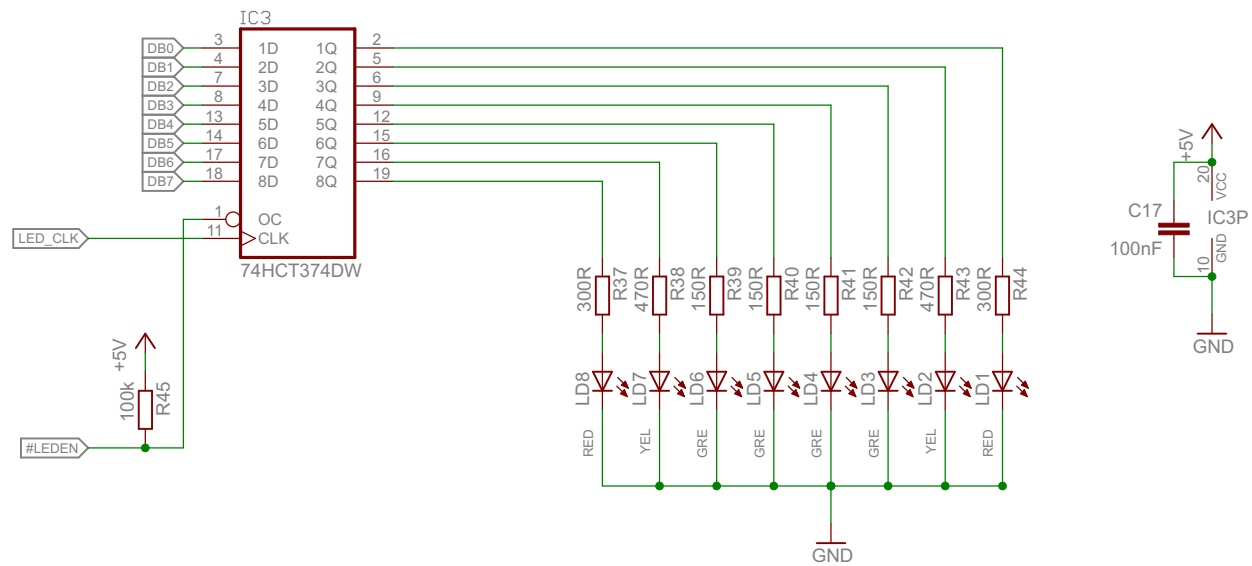 IC3
DB0 3 1D 1Q 2
DB1 4 2D 2Q 5
DB2 7 3D 3Q 6
DB3 8 4D 4Q 9
DB4 13 5D 5Q 12
DB5 14 6D 6Q 15
DB6 17 7D 7Q 16
DB7 18 8D 8Q 19
1 OC
LED_CLK 11 CLK
74HCT374DW
+5V
100k
R45
#LEDEN
300R R37
470R R38
150R R39
150R R40
150R R41
150R R42
470R R43
300R R44
LD8
LD7
LD6
LD5
LD4
LD3
LD2
LD1
RED
YEL
GRE
GRE
GRE
GRE
YEL
RED
GND
+5V
20
VCC
C17
IC3P
100nF
10
GND
GND